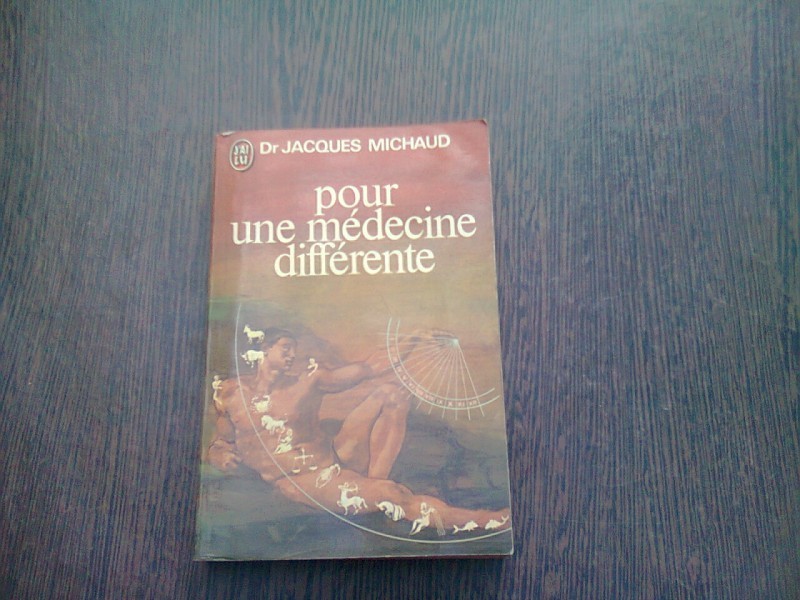 J'AI
LU
Dr JACQUES MICHAUD
pour
une médecine
différente